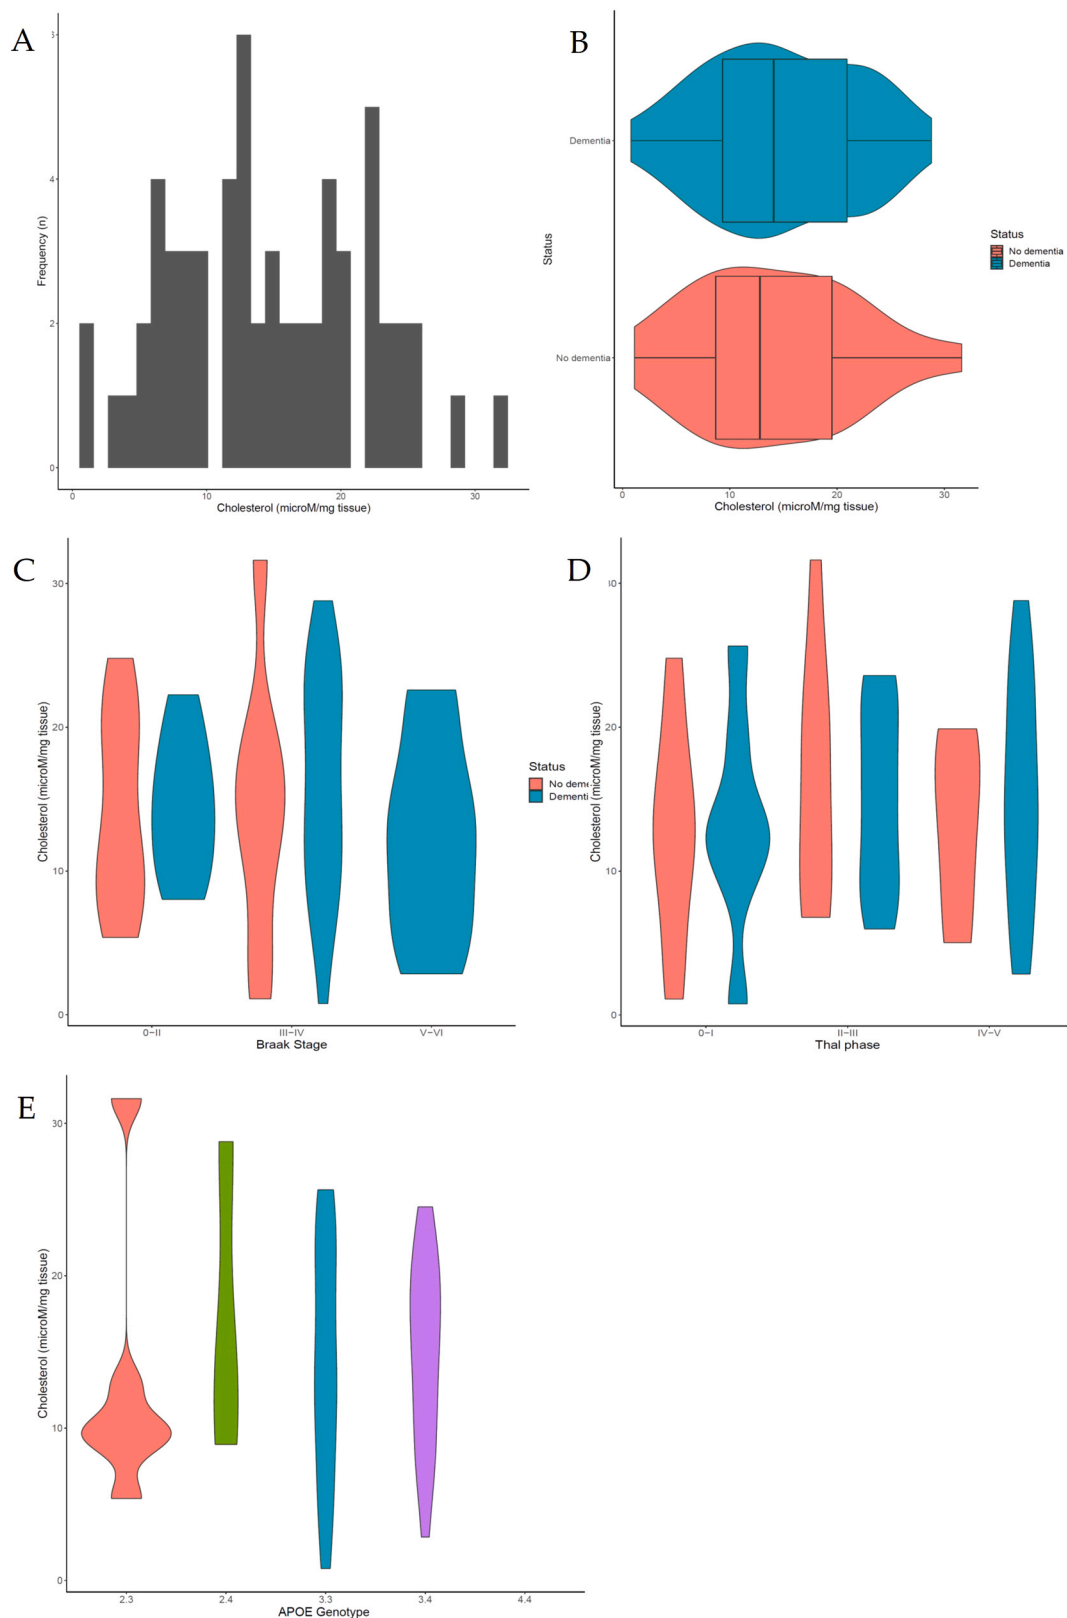 A
B
Frequency (n)
4
2
0
0
10
20
30
Cholesterol (microM/mg tissue)
Status
Dementia
No dementia
0
10
20
30
Cholesterol (microM/mg tissue)
Status
No dementia
Dementia
C
D
Cholesterol (microM/mg tissue)
30
20
10
0
0-II
III-IV
V-VI
Braak Stage
Status
No deme
Dementi
Cholesterol (microM/mg tissue)
20
10
0
0-I
II-III
IV-V
Thal phase
E
Cholesterol (microM/mg tissue)
30
20
10
0
2.3
2.4
3.3
3.4
4.4
APOE Genotype